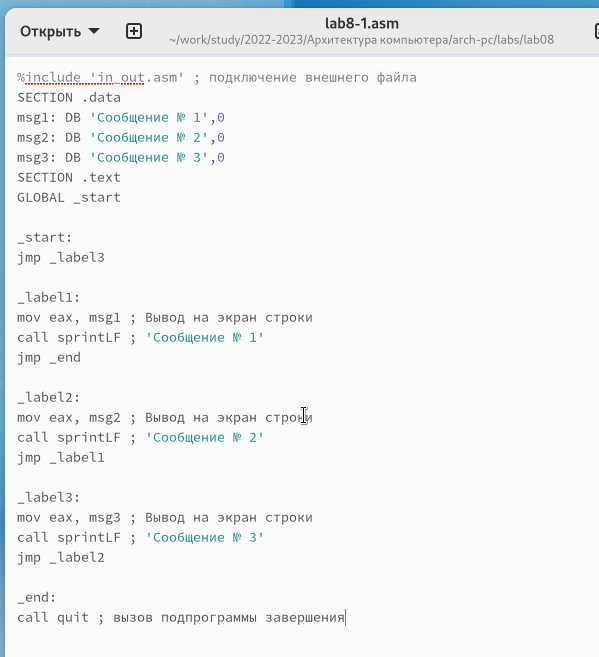 Открыть
lab8-1.asm
~/work/study/2022-2023/Архитектура компьютера/arch-pc/labs/lab08
%include 'in_out.asm' ; подключение внешнего файла
SECTION .data
msg1: DB 'Сообщение № 1',0
msg2: DB 'Сообщение № 2',0
msg3: DB 'Сообщение № 3',0
SECTION .text
GLOBAL _start
_start:
jmp _label3
_label1:
mov eax, msg1 ; Вывод на экран строки
call sprintLF ; 'Сообщение № 1'
jmp _end
_label2:
mov eax, msg2 ; Вывод на экран строки
call sprintLF ; 'Сообщение № 2'
jmp _label1
_label3:
mov eax, msg3 ; Вывод на экран строки
call sprintLF ; 'Сообщение № 3'
jmp _label2
_end:
call quit ; вызов подпрограммы завершения